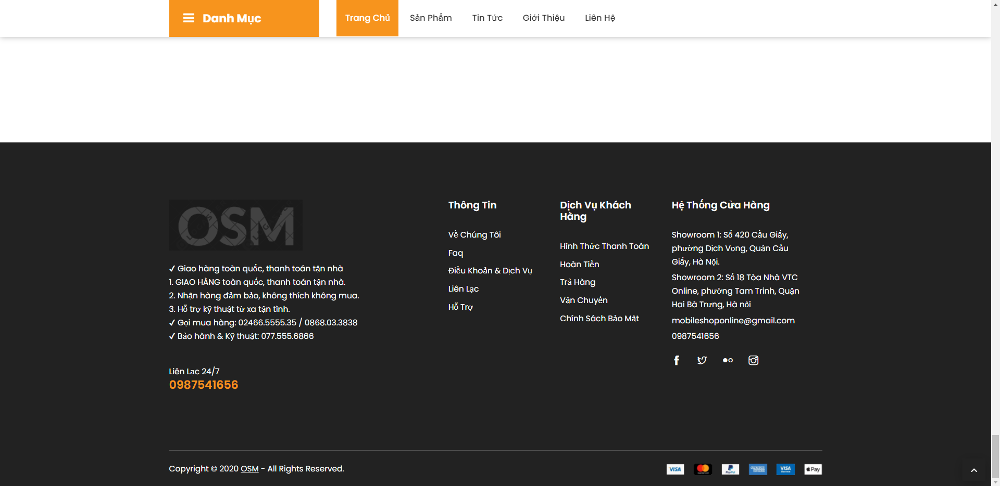 Danh Mục
Trang Chủ
Sản Phẩm
Tin Tức
Giới Thiệu
Liên Hệ
OSM
✔ Giao hàng toàn quốc, thanh toán tận nhà
1. GIAO HÀNG toàn quốc, thanh toán tận nhà.
2. Nhận hàng đảm bảo, không thích không mua.
3. Hỗ trợ kỹ thuật từ xa tận tình.
✔ Gọi mua hàng: 02466.5555.35 / 0868.03.3838
✔ Bảo hành & Kỹ thuật: 077.555.6866
Liên Lạc 24/7
0987541656
Thông Tin
Về Chúng Tôi
Faq
Điều Khoản & Dịch Vụ
Liên Lạc
Hỗ Trợ
Dịch Vụ Khách
Hàng
Hình Thức Thanh Toán
Hoàn Tiền
Trả Hàng
Vận Chuyển
Chính Sách Bảo Mật
Hệ Thống Cửa Hàng
Showroom 1: Số 420 Cầu Giấy,
phường Dịch Vọng, Quận Cầu
Giấy, Hà Nội.
Showroom 2: Số 18 Tòa Nhà VTC
Online, phường Tam Trinh, Quận
Hai Bà Trưng, Hà nội
mobileshoponline@gmail.com
0987541656
Copyright © 2020 OSM - All Rights Reserved.
VISA
PayPal
VISA
Pay